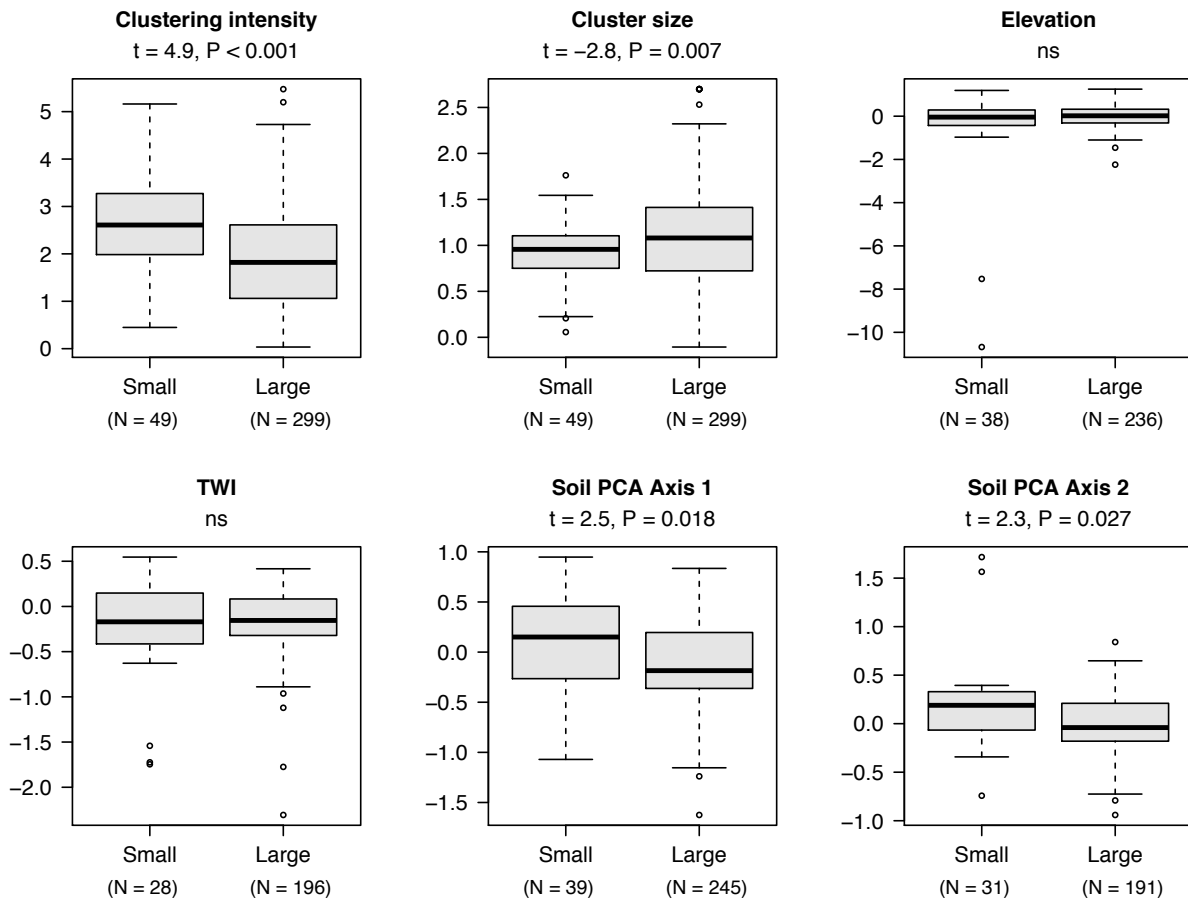 Clustering intensity
t = 4.9, P < 0.001
5
4
3
2
1
0
Small Large
(N = 49) (N = 299)
Cluster size
t = −2.8, P = 0.007
2.5
2.0
1.5
1.0
0.5
0.0
Small Large
(N = 49) (N = 299)
Elevation
ns
0
−2
−4
−6
−8
−10
Small Large
(N = 38) (N = 236)
TWI
ns
0.5
0.0
−0.5
−1.0
−1.5
−2.0
Small Large
(N = 28) (N = 196)
Soil PCA Axis 1
t = 2.5, P = 0.018
1.0
0.5
0.0
−0.5
−1.0
−1.5
Small Large
(N = 39) (N = 245)
Soil PCA Axis 2
t = 2.3, P = 0.027
1.5
1.0
0.5
0.0
−0.5
−1.0
Small Large
(N = 31) (N = 191)